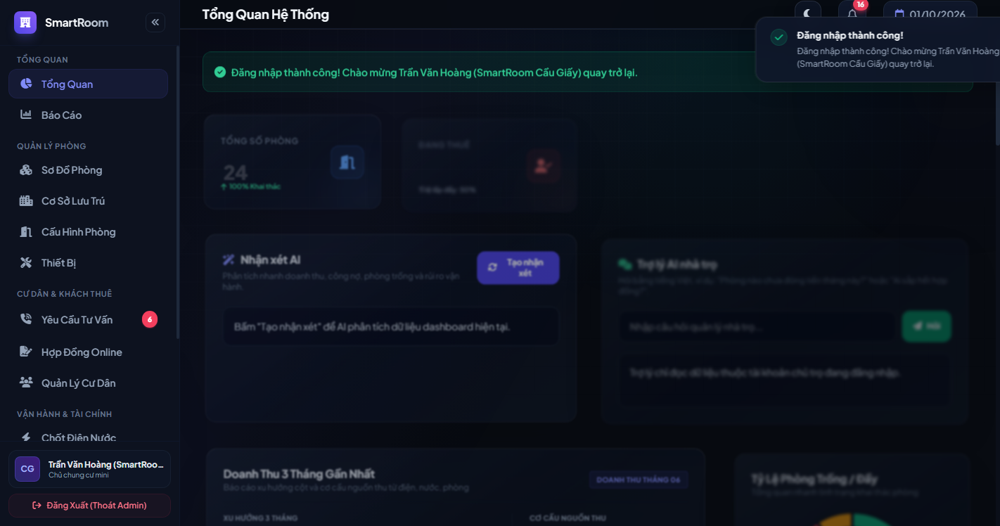 SmartRoom
TỔNG QUAN
Tổng Quan
Báo Cáo
QUẢN LÝ PHÒNG
Sơ Đồ Phòng
Cơ Sở Lưu Trú
Cấu Hình Phòng
Thiết Bị
CƯ DÂN & KHÁCH THUÊ
Yêu Cầu Tư Vấn
6
Hợp Đồng Online
Quản Lý Cư Dân
VẬN HÀNH & TÀI CHÍNH
Chốt Điện Nước
CG
Trần Văn Hoàng (SmartRoo...
Chủ chung cư mini
Đăng Xuất (Thoát Admin)
Tổng Quan Hệ Thống
16
01/10/2026
Đăng nhập thành công!
Đăng nhập thành công! Chào mừng Trần Văn Hoàng
(SmartRoom Cầu Giấy) quay trở lại.
Đăng nhập thành công! Chào mừng Trần Văn Hoàng (SmartRoom Cầu Giấy) quay trở lại.
TỔNG SỐ PHÒNG
24
100% Khai thác
ĐANG THUÊ
Nhận xét AI
Phân tích nhanh doanh thu, công nợ, phòng trống và rủi ro vận
hành.
Tạo nhận
xét
Bấm "Tạo nhận xét" để AI phân tích dữ liệu dashboard hiện tại.
Trợ lý AI nhà trọ
Nhập câu hỏi quản lý nhà trọ...
Hỏi
Trợ lý chỉ đọc dữ liệu thuộc tài khoản chủ trọ đang đăng nhập.
Doanh Thu 3 Tháng Gần Nhất
Báo cáo xu hướng cột và cơ cấu nguồn thu từ điện, nước, phòng
DOANH THU THÁNG 06
XU HƯỚNG 3 THÁNG
CƠ CẤU NGUỒN THU
Tỷ Lệ Phòng Trống / Đầy